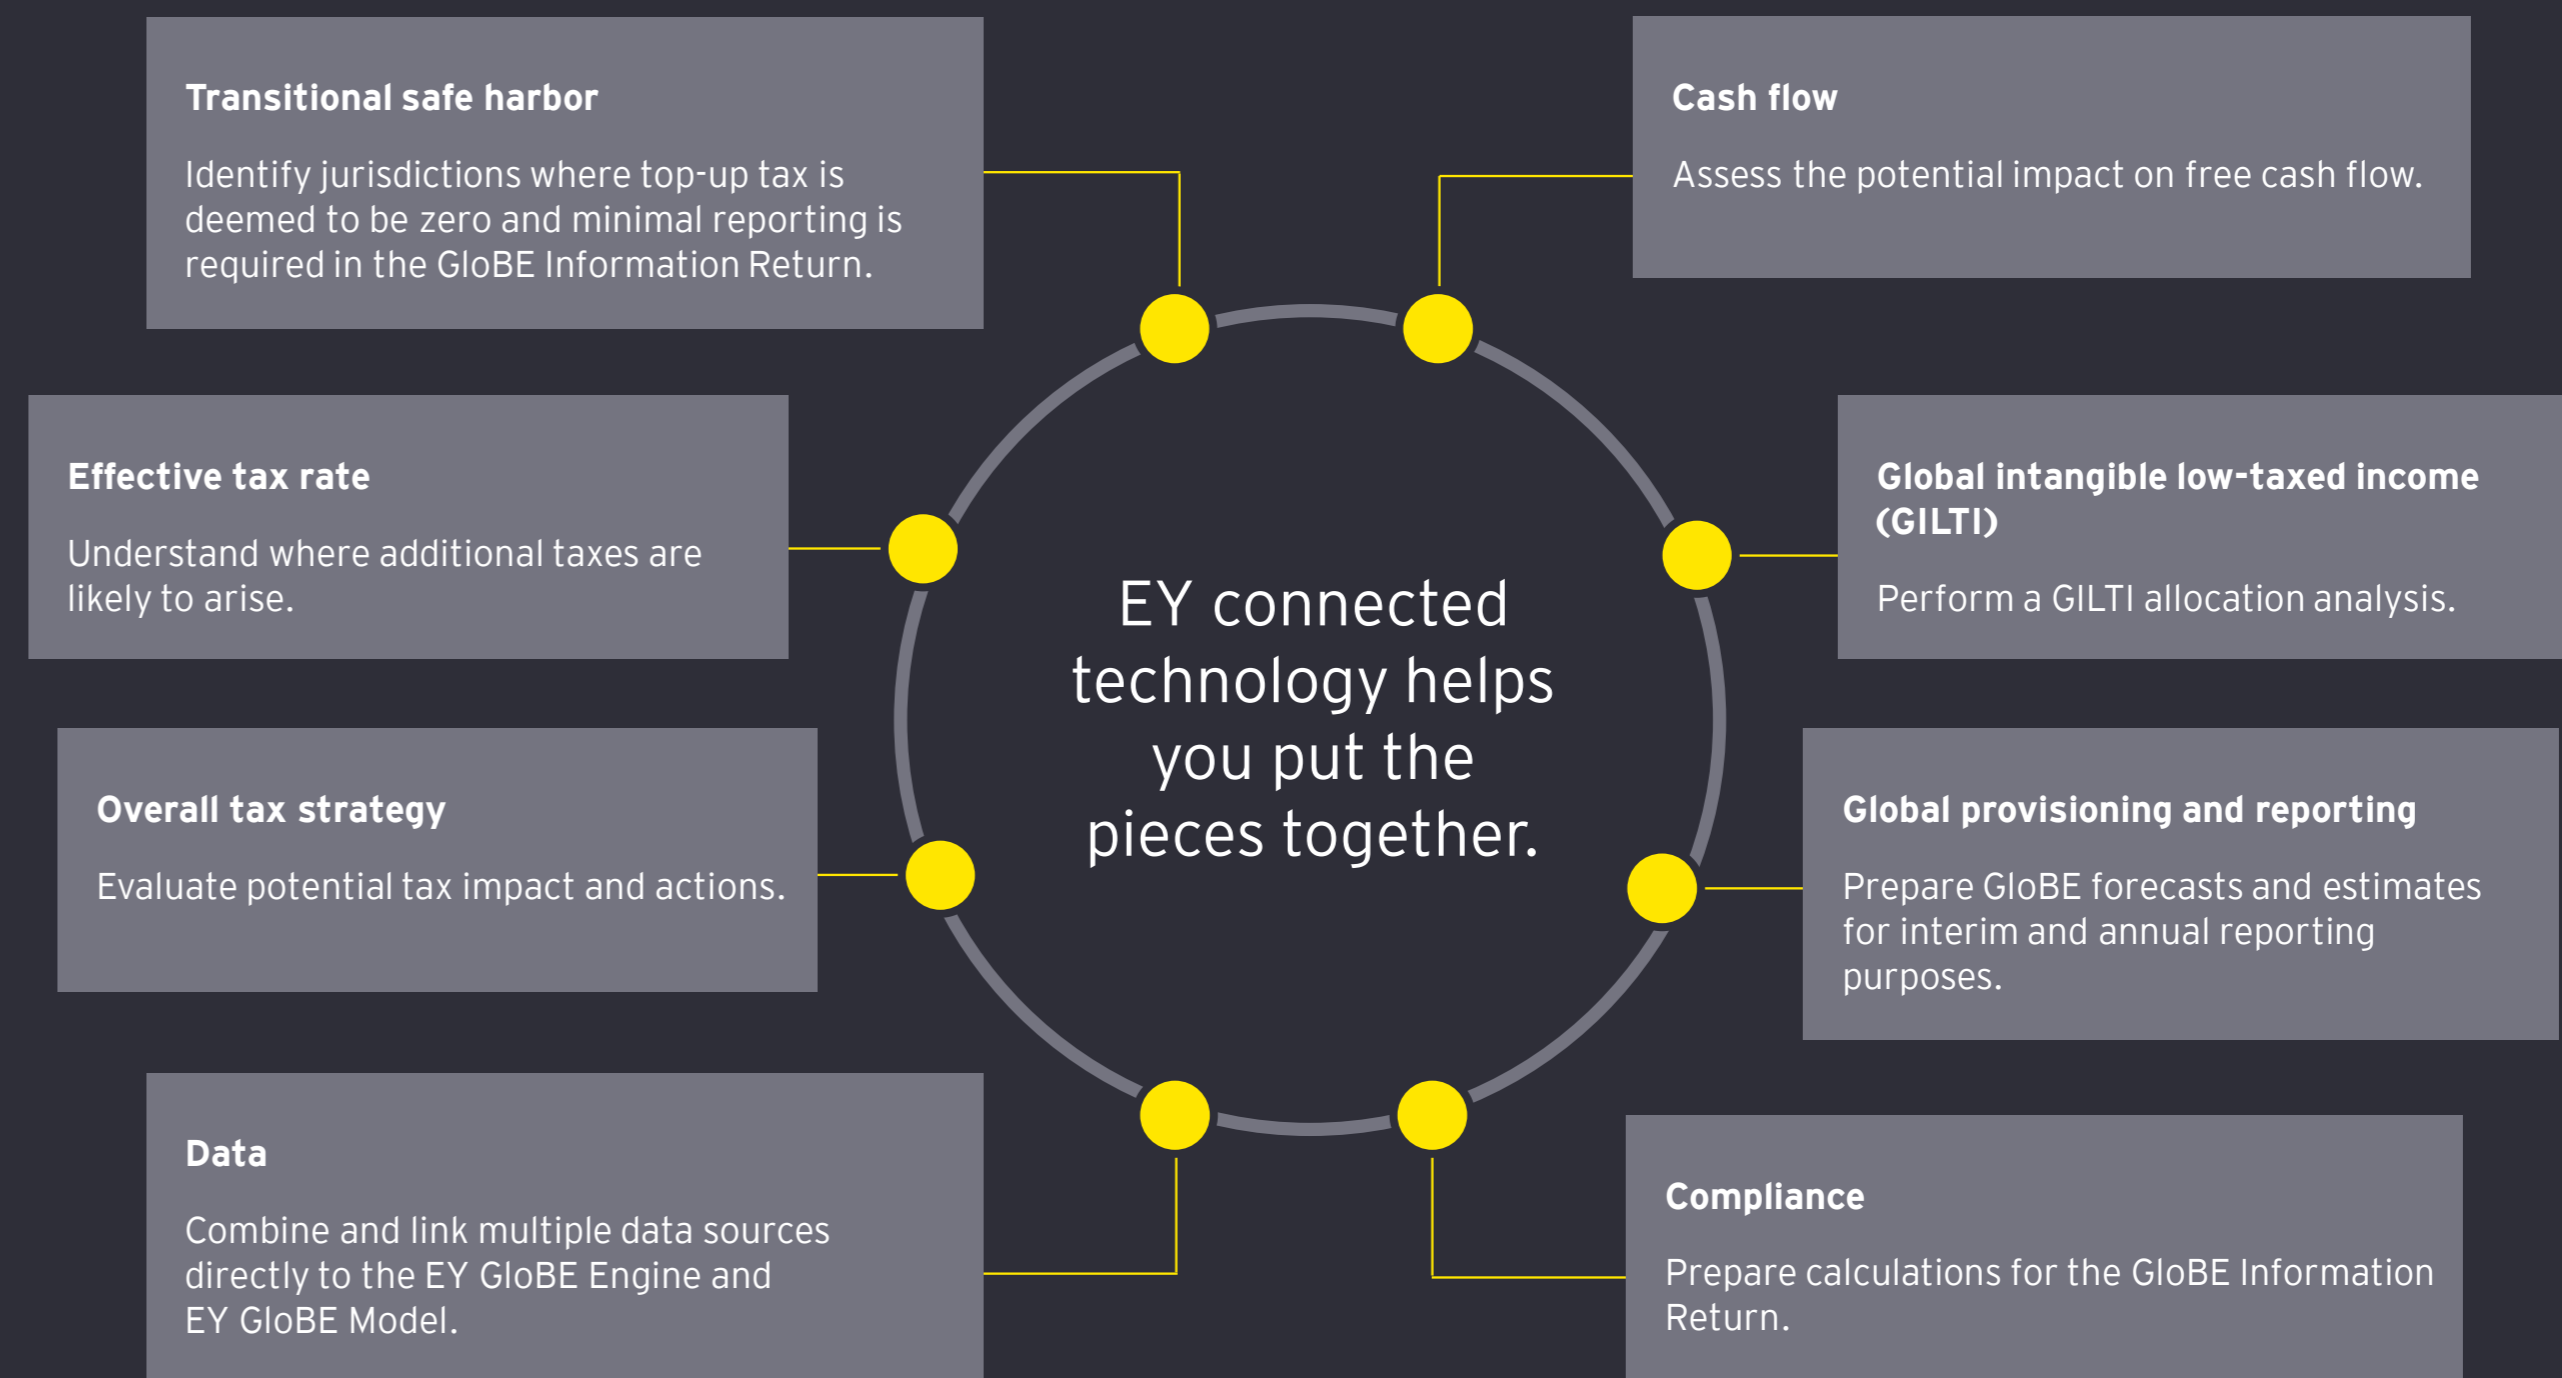 Transitional safe harbor
Identify jurisdictions where top-up tax is
deemed to be zero and minimal reporting is
required in the GloBE Information Return.
Cash flow
Assess the potential impact on free cash flow.
Effective tax rate
Understand where additional taxes are
likely to arise.
Global intangible low-taxed income
(GILTI)
Perform a GILTI allocation analysis.
EY connected
technology helps
you put the
pieces together.
Overall tax strategy
Evaluate potential tax impact and actions.
Global provisioning and reporting
Prepare GloBE forecasts and estimates
for interim and annual reporting
purposes.
Data
Combine and link multiple data sources
directly to the EY GloBE Engine and
EY GloBE Model.
Compliance
Prepare calculations for the GloBE Information
Return.